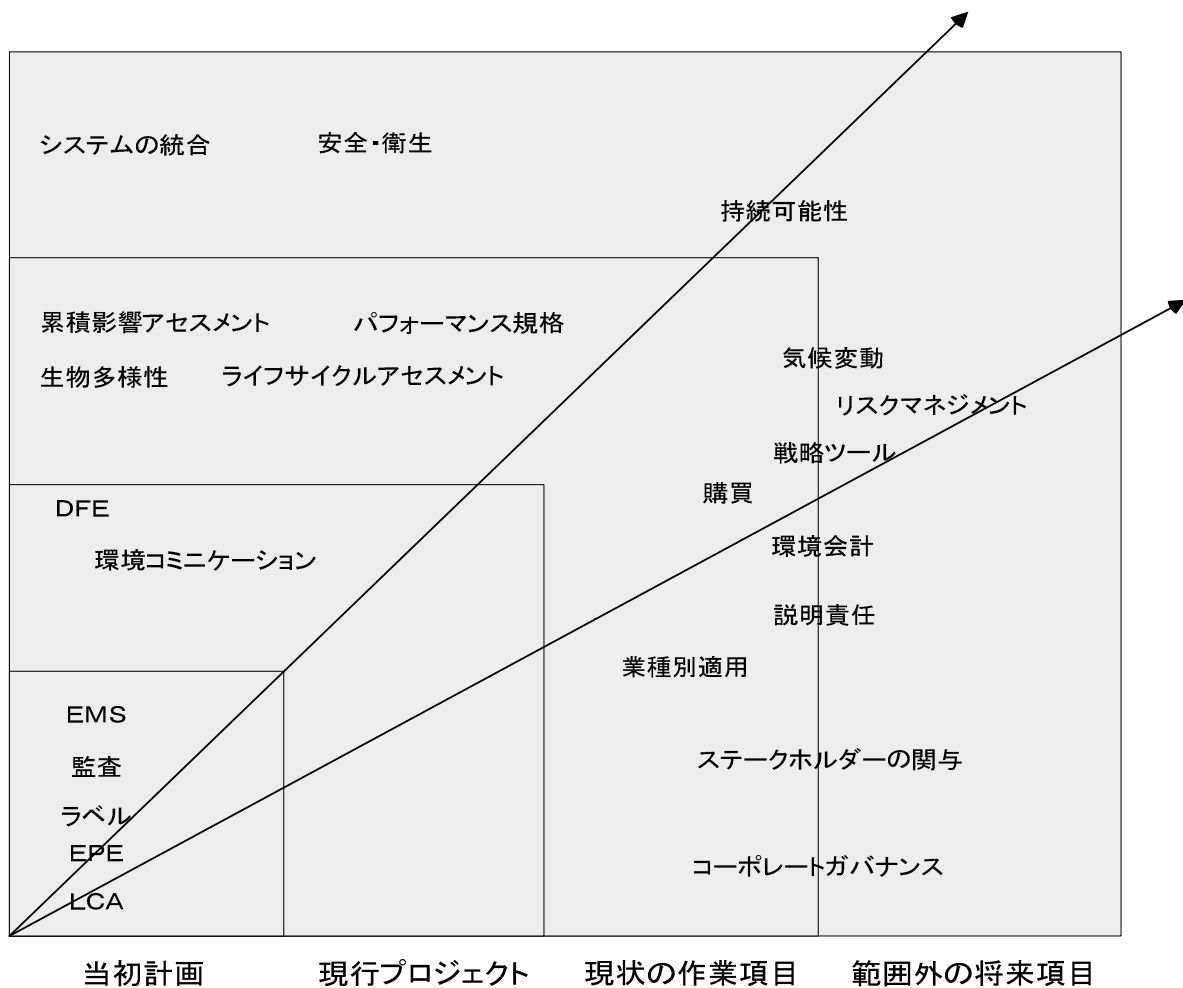 システムの統合
安全・衛生
持続可能性
累積影響アセスメント
パフォーマンス規格
気候変動
生物多様性
ライフサイクルアセスメント
リスクマネジメント
戦略ツール
購買
DFE
環境コミニケーション
環境会計
説明責任
業種別適用
EMS
監査
ステークホルダーの関与
ラベル
EPE
コーポレートガバナンス
LCA
当初計画
現行プロジェクト
現状の作業項目
範囲外の将来項目